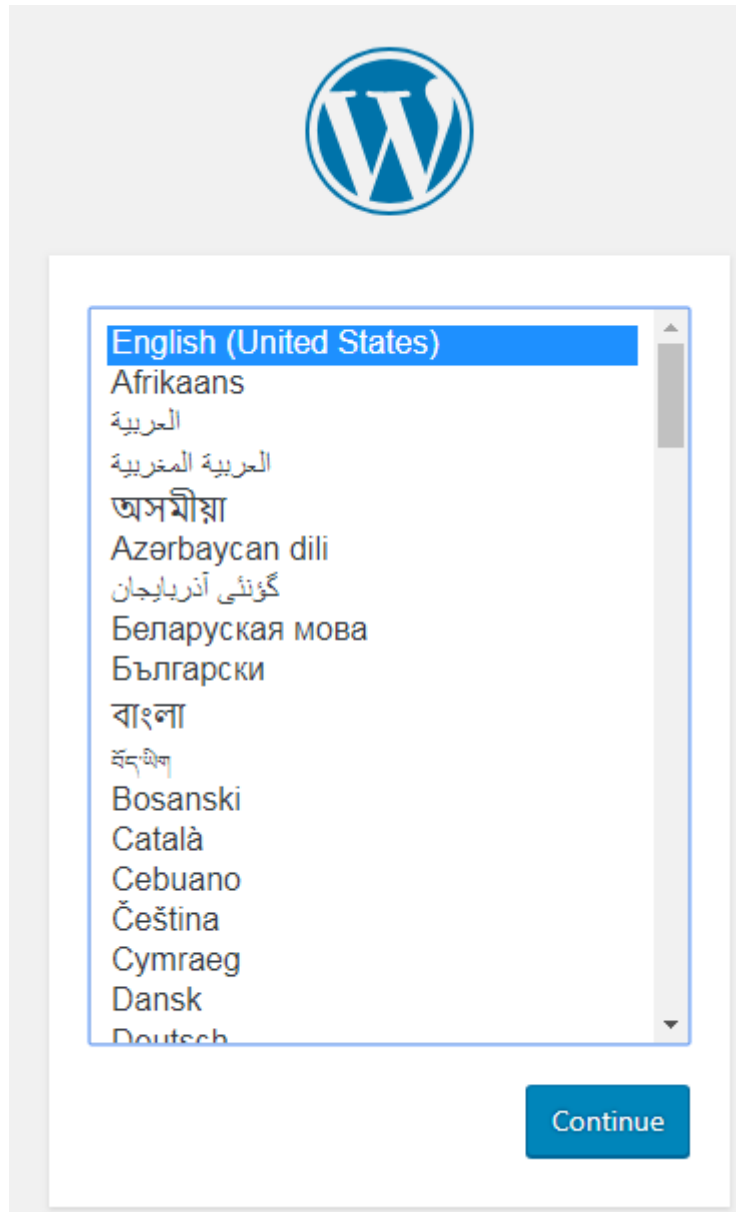 English (United States)
Afrikaans
العربية
العربية المغربية
অসমীয়া
Azərbaycan dili
گؤنئی آذربایجان
Беларуская мова
Български
বাংলা
བོད་ཡིག
Bosanski
Català
Cebuano
Čeština
Cymraeg
Dansk
Deutsch
Continue